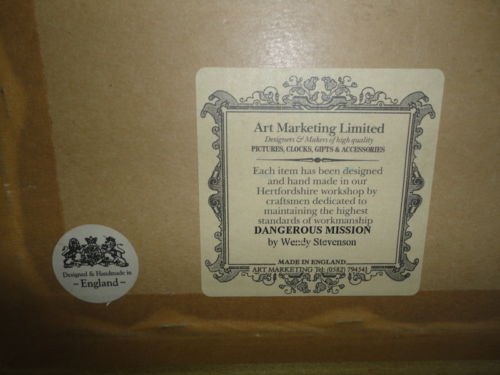 Art Marketing Limited
Designers & Makers of high quality
PICTURES, CLOCKS, GIFTS & ACCESSORIES
Each item has been designed
and hand made in our
Hertfordshire workshop by
craftsmen dedicated to
maintaining the highest
standards of workmanship
DANGEROUS MISSION
by Wendy Stevenson
MADE IN ENGLAND
ART MARKETING Tel: (0582) 794541
Designed & Handmade in
- England -